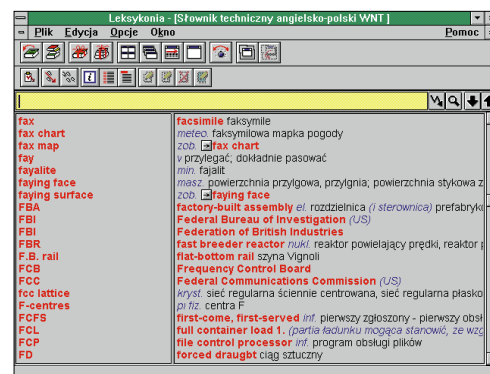 Leksykonia - [Słownik techniczny angielsko-polski WNT ]
Plik Edycja Opcje Okno Pomoc
fax facsimile faksymile
fax chart meteo. faksymilowa mapka pogody
fax map zob. fax chart
fay v przylegać; dokładnie pasować
fayalite min. fajalit
faying face masz. powierzchnia przylgowa, przylgnia; powierzchnia stykowa z
faying surface zob. faying face
FBA factory-built assembly el. rozdzielnica (i sterownica) prefabryk
FBI Federal Bureau of Investigation (US)
FBI Federation of British Industries
FBR fast breeder reactor nukl. reaktor powielający prędki, reaktor
F.B. rail flat-bottom rail szyna Vignoli
FCB Frequency Control Board
FCC Federal Communications Commission (US)
fcc lattice kryst. sieć regularna ściennie centrowana, sieć regularna płasko
F-centres pl fiz. centra F
FCFS first-come, first-served inf. pierwszy zgłoszony - pierwszy obsł
FCL full container load 1. (partia ładunku mogąca stanowić, ze wzg
FCP file control processor inf. program obsługi plików
FD forced draugbt ciąg sztuczny